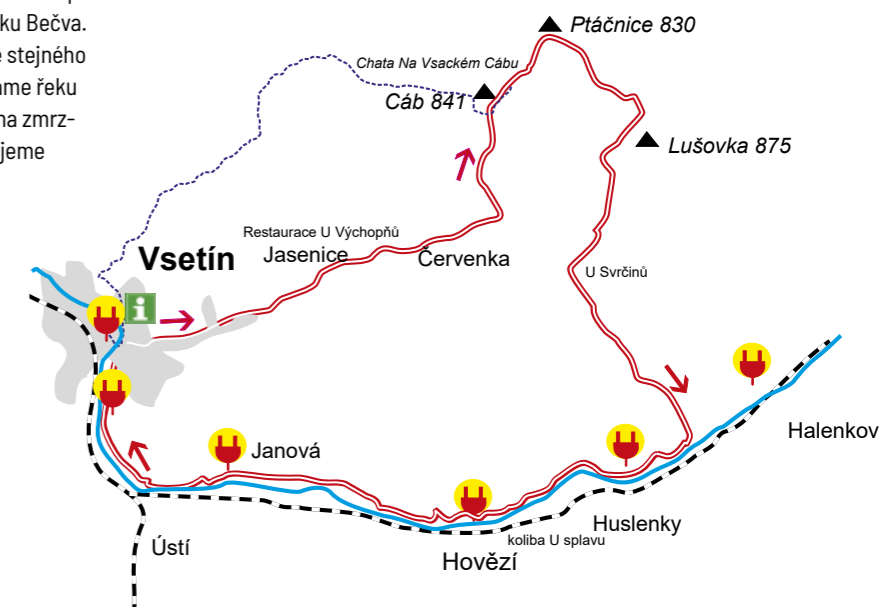 ku Bečva.
e stejného
ame řeku
na zmrz-
jeme
Ptáčnice 830
Chata Na Vsackém Cábu
Cáb 841
Lušovka 875
Restaurace U Výchopňů
Vsetín
Jasenice
Červenka
U Svrčinů
i
Halenkov
Janová
Huslenky
koliba U splavu
Ústí
Hovězí